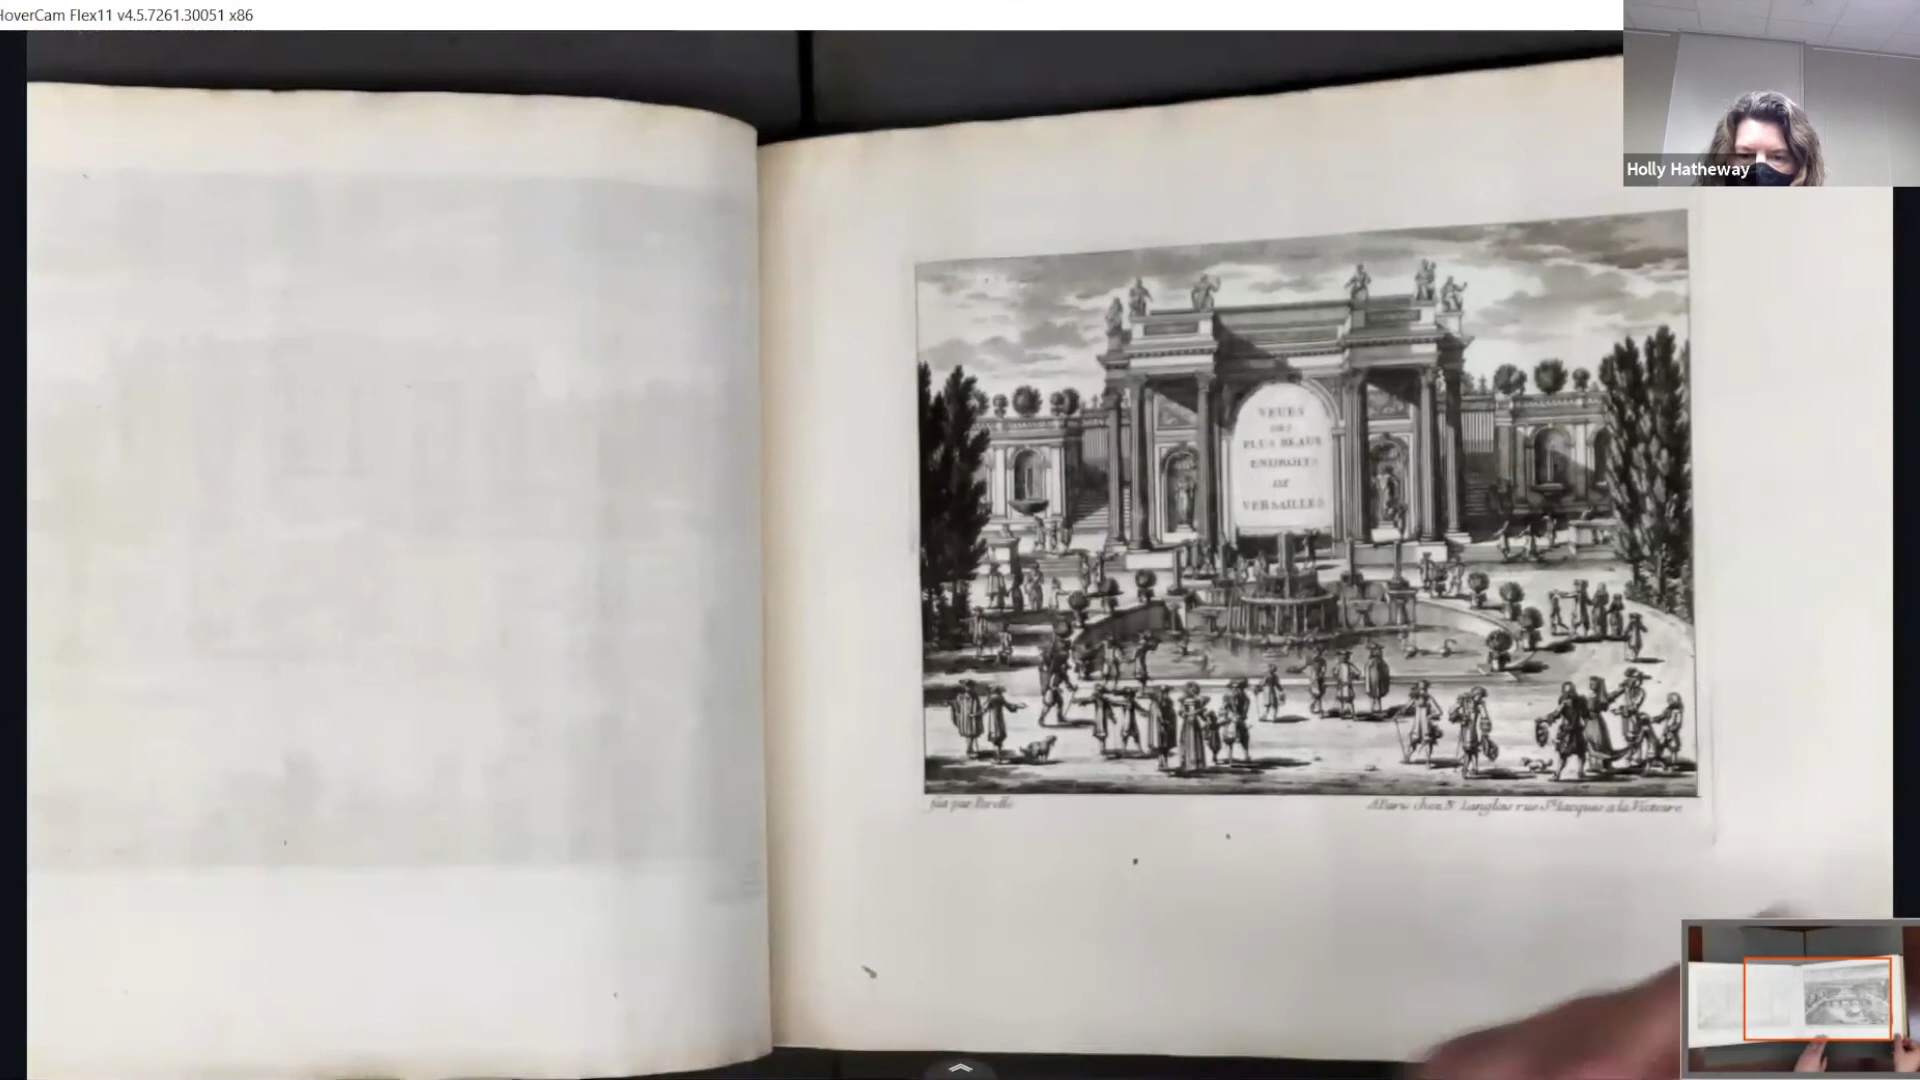 HoverCam Flex11 v4.5.7261.30051 x86
Holly Hatheway
VEUES
DES
PLUS BEAUX
ENDROITS
DE
VERSAILLES
fait par Perelle
A Paris chez N. Langlois rue St. Iacques a la Victoire